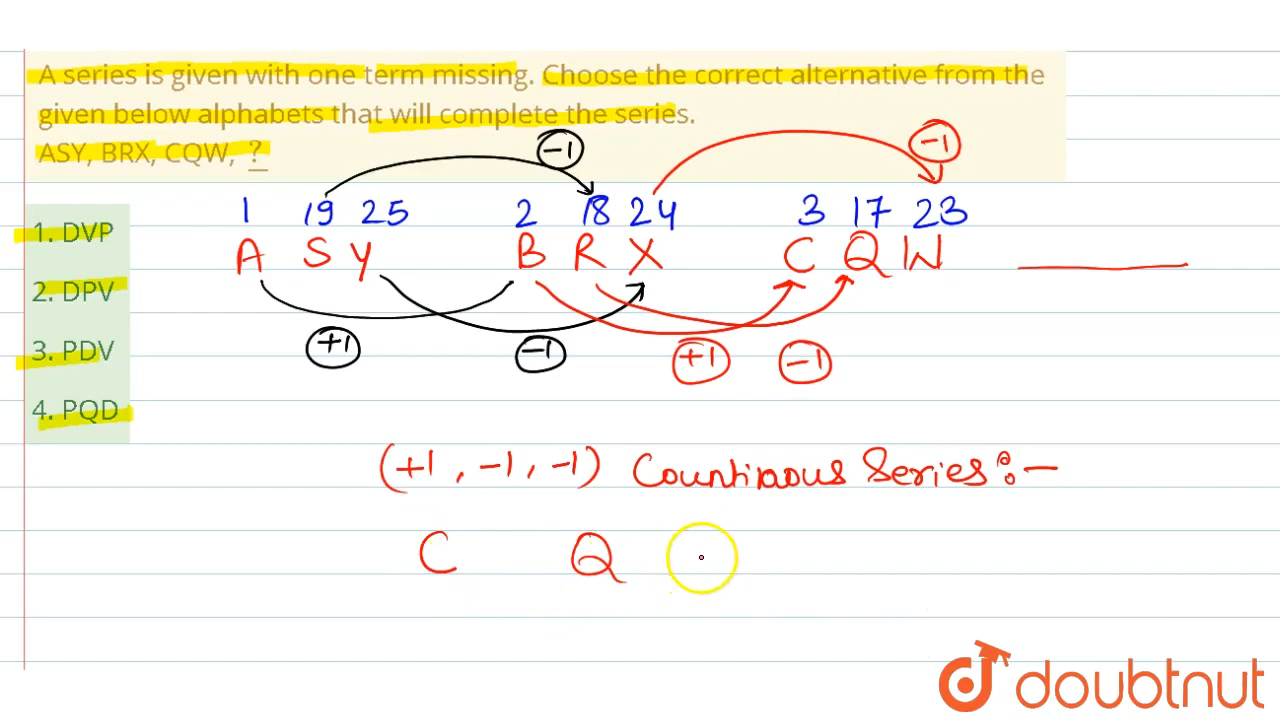 A series is given with one term missing. Choose the correct alternative from the
given below alphabets that will complete the series.
ASY, BRX, CQW, ?
1. DVP
2. DPV
3. PDV
4. PQD
-1 -1
1 19 25 2 18 24 3 17 23
A S Y B R X C Q W
+1 -1 +1 -1
(+1, -1, -1) Countinous Series :-
C Q
doubtnut